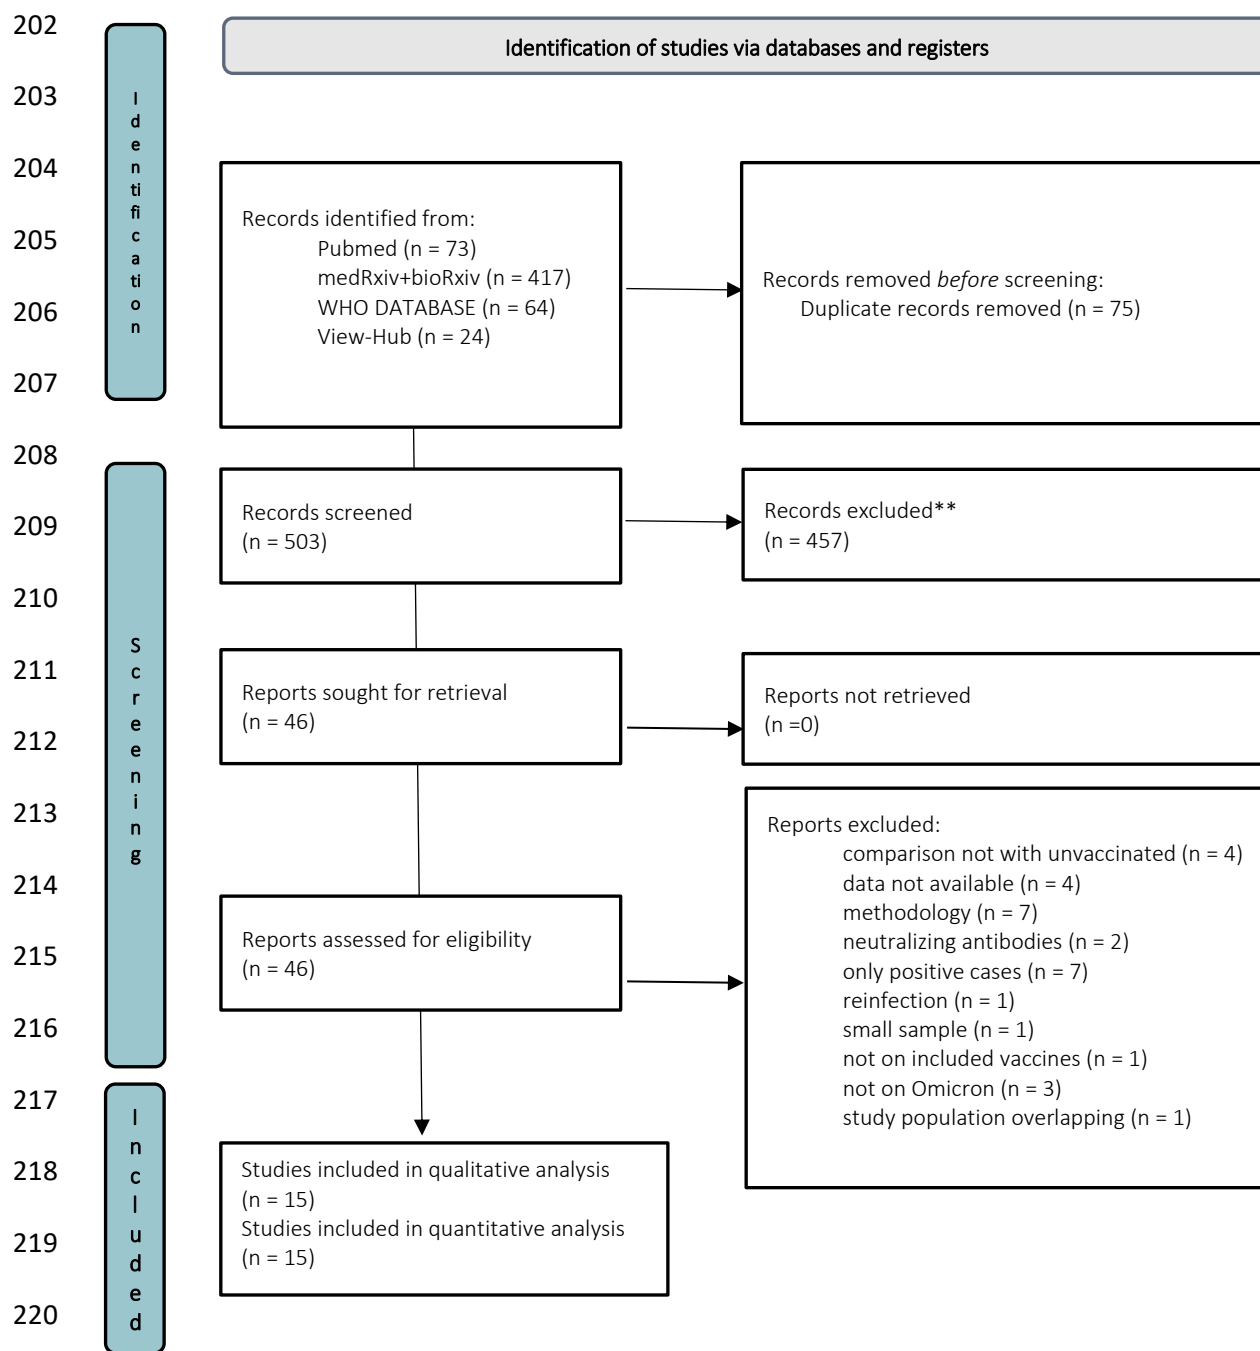 202
Identification of studies via databases and registers
203
Identification
204
Records identified from:
205
Pubmed (n = 73)
medRxiv+bioRxiv (n = 417)
206
WHO DATABASE (n = 64)
View-Hub (n = 24)
Records removed before screening:
Duplicate records removed (n = 75)
207
208
Screening
209
Records screened
(n = 503)
Records excluded**
(n = 457)
210
211
Reports sought for retrieval
(n = 46)
Reports not retrieved
(n =0)
212
213
Reports excluded:
comparison not with unvaccinated (n = 4)
214
data not available (n = 4)
methodology (n = 7)
Reports assessed for eligibility
(n = 46)
215
neutralizing antibodies (n = 2)
only positive cases (n = 7)
reinfection (n = 1)
216
small sample (n = 1)
not on included vaccines (n = 1)
217
not on Omicron (n = 3)
study population overlapping (n = 1)
Included
218
Studies included in qualitative analysis
(n = 15)
219
Studies included in quantitative analysis
(n = 15)
220